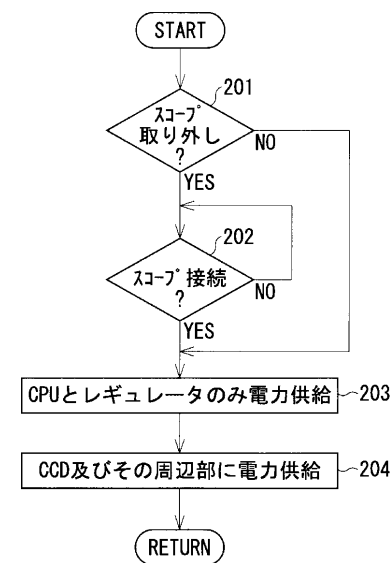 START
201
ｽｺｰﾌﾟ
取り外し
?
NO
YES
202
ｽｺｰﾌﾟ接続
?
NO
YES
CPUとレギュレータのみ電力供給
203
CCD及びその周辺部に電力供給
204
RETURN